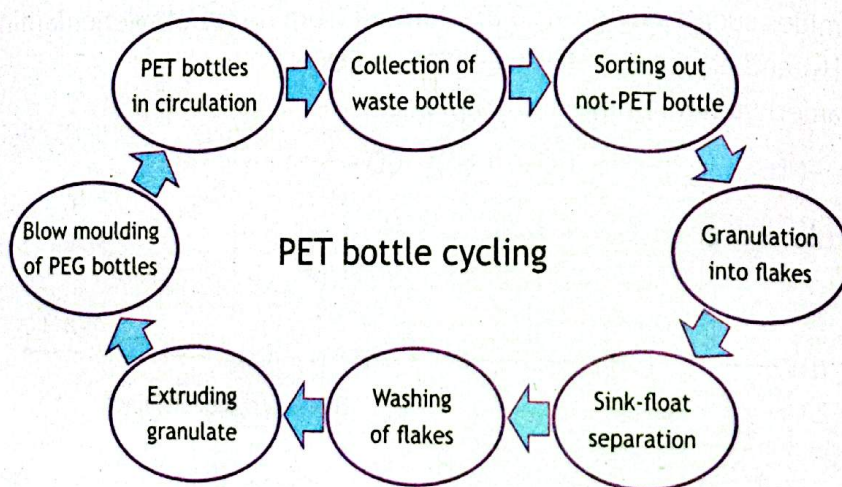 PET bottles
in circulation
Collection of
waste bottle
Sorting out
not-PET bottle
Granulation
into flakes
Sink-float
separation
Washing
of flakes
Extruding
granulate
Blow moulding
of PEG bottles
PET bottle cycling